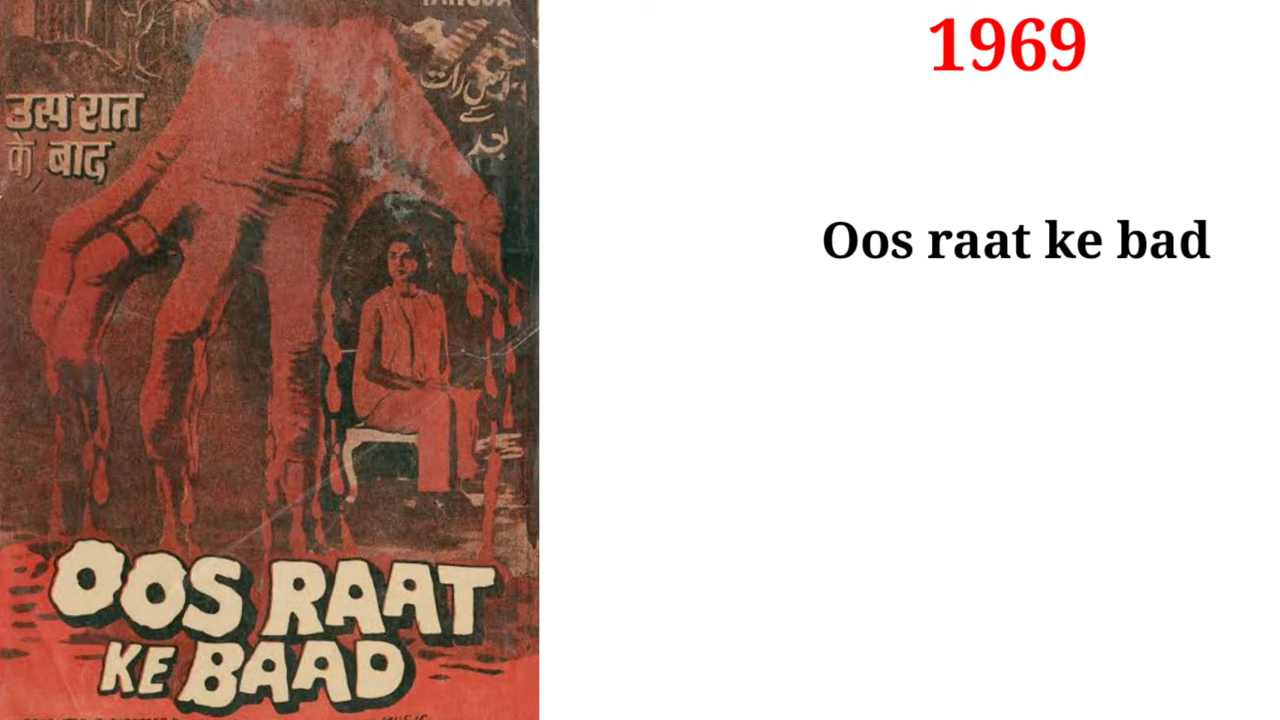 उस रात
के बाद
اس رات
کے
بعد
OOS RAAT
KE BAAD
1969
Oos raat ke bad